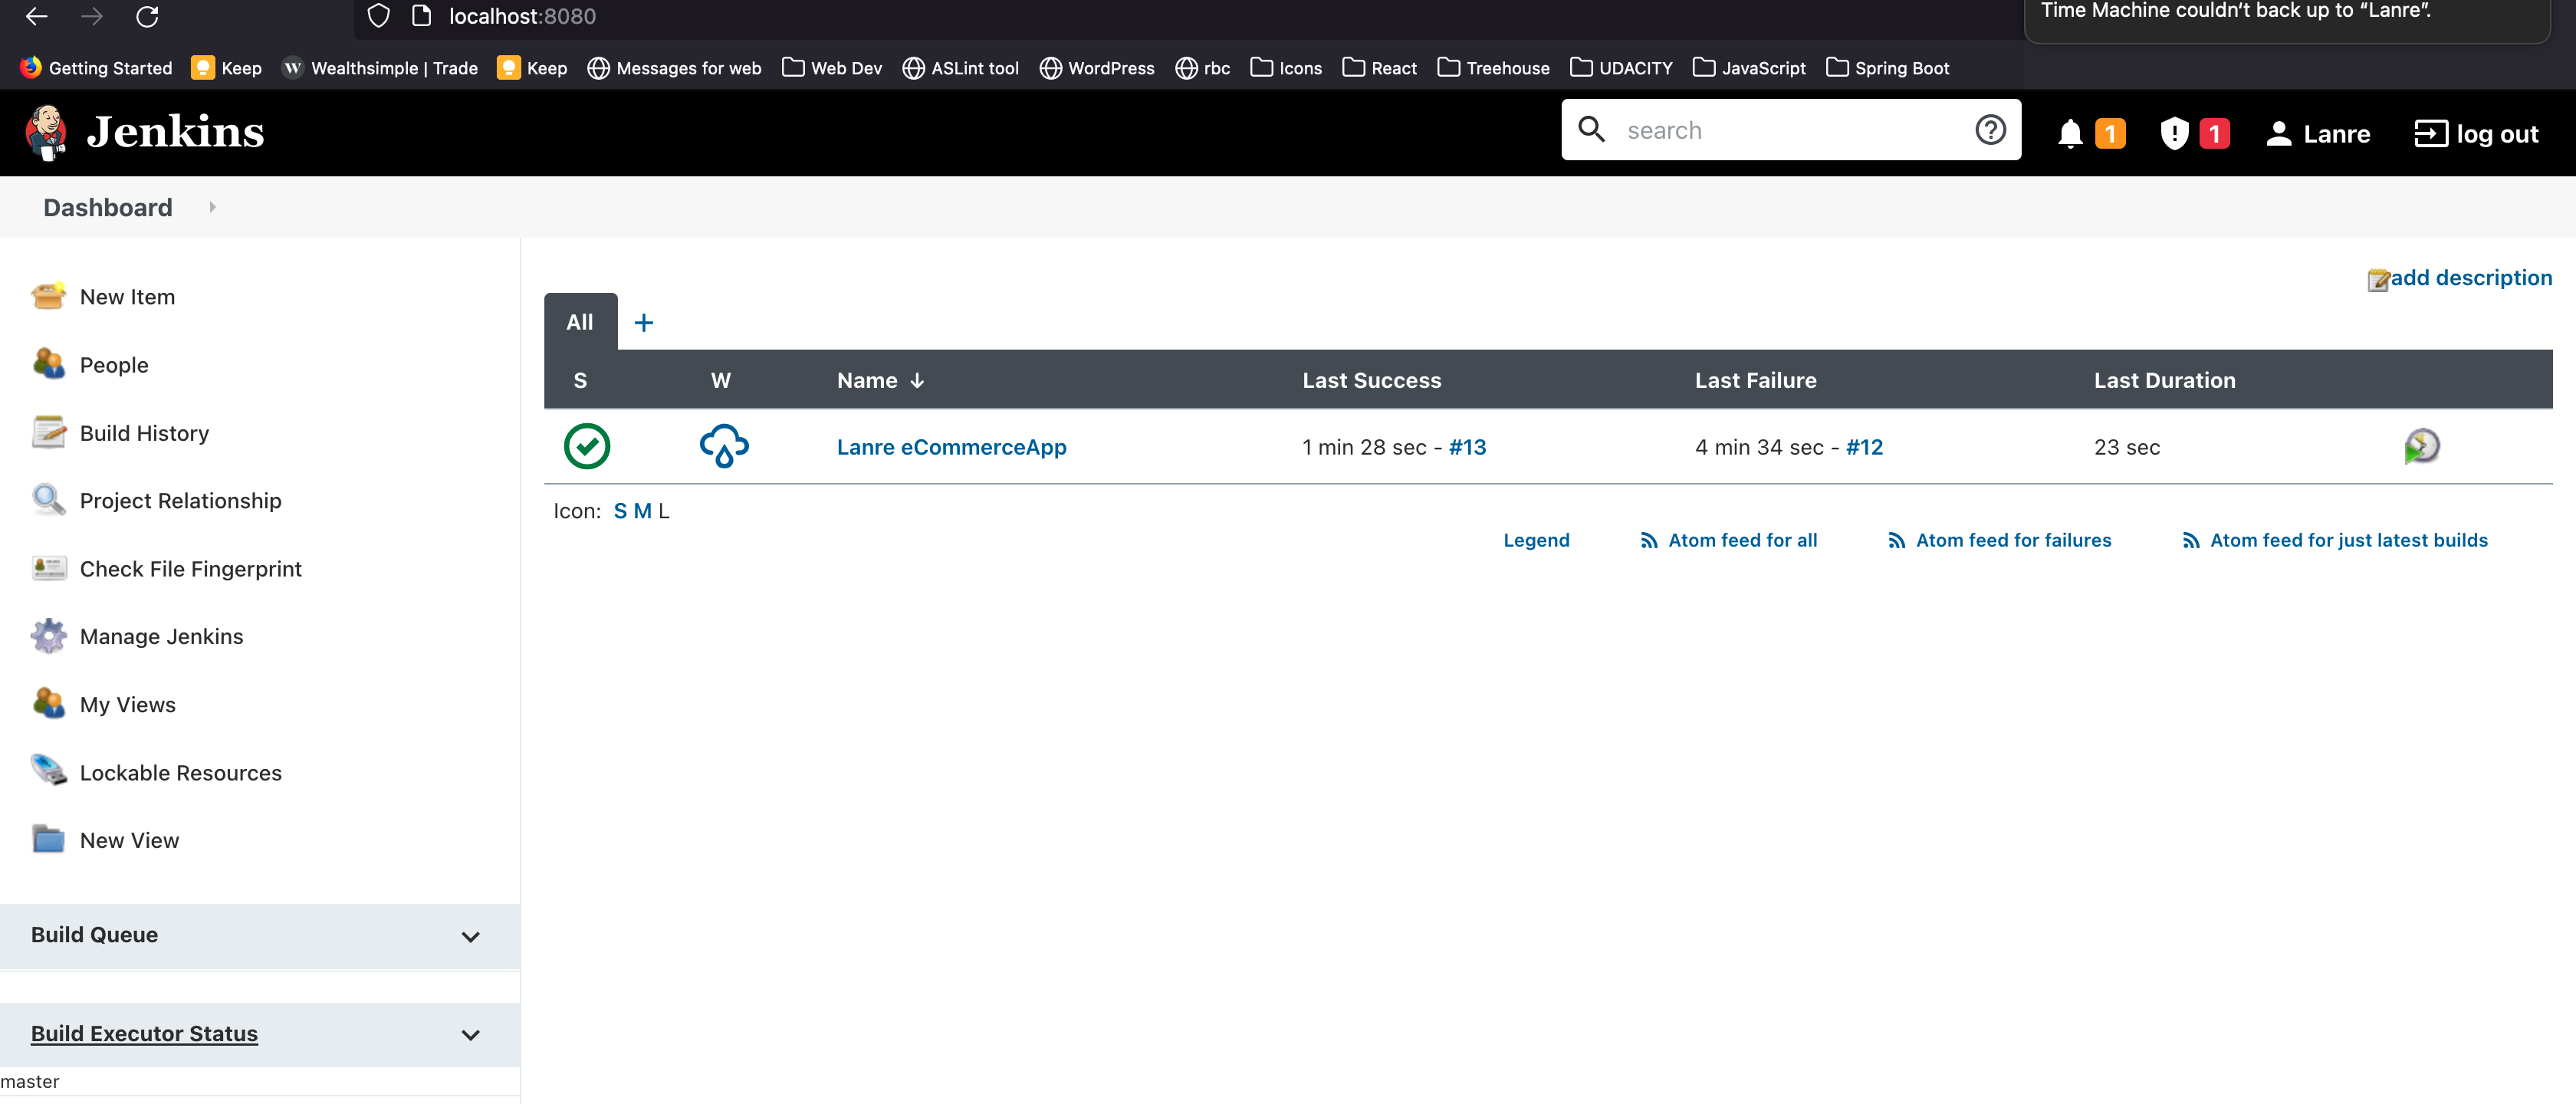 localhost:8080
Time Machine couldn't back up to “Lanre”.
Getting Started Keep Wealthsimple | Trade Keep Messages for web Web Dev ASLint tool WordPress rbc Icons React Treehouse UDACITY JavaScript Spring Boot
Jenkins search 1 1 Lanre log out
Dashboard
New Item
People
Build History
Project Relationship
Check File Fingerprint
Manage Jenkins
My Views
Lockable Resources
New View
Build Queue
Build Executor Status
master
add description
All +
S W Name ↓ Last Success Last Failure Last Duration
Lanre eCommerceApp 1 min 28 sec - #13 4 min 34 sec - #12 23 sec
Icon: S M L
Legend Atom feed for all Atom feed for failures Atom feed for just latest builds